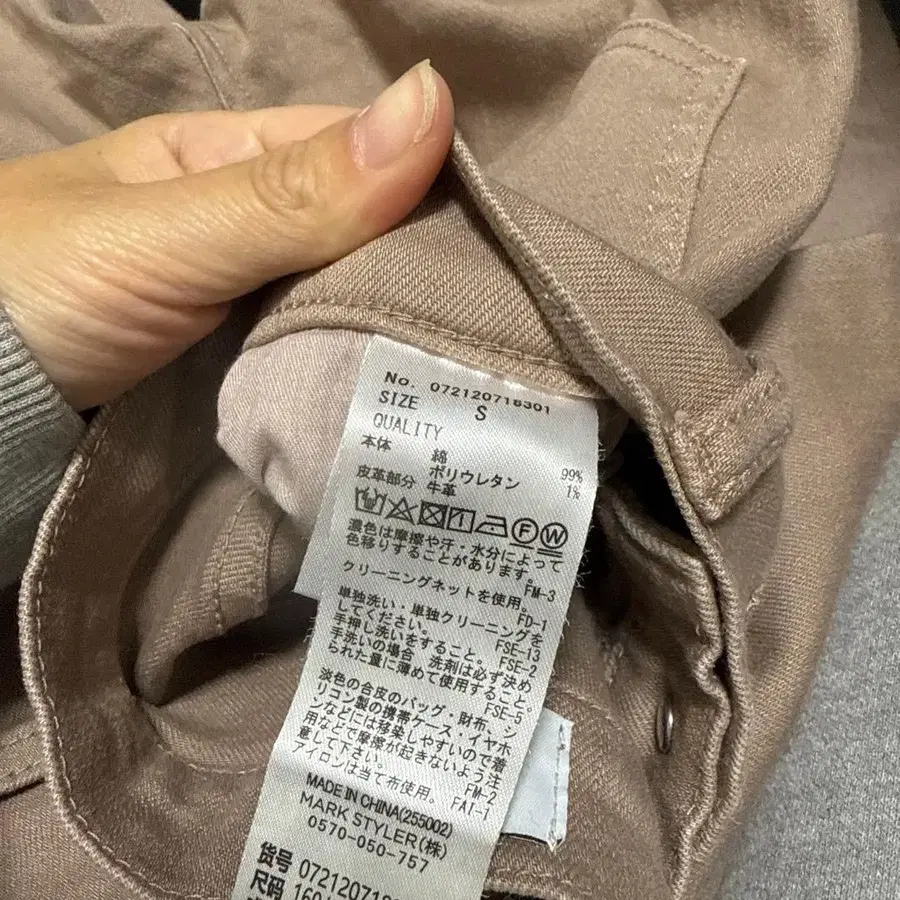 No. 072120718301
SIZE S
QUALITY
本体 綿 99%
ポリウレタン 1%
皮革部分 牛革
F W
濃色は摩擦や汗・水分によって
色移りすることがあります。
FM-3
クリーニングネットを使用。
FD-1
単独洗い・単独クリーニングを
してください。 FSE-13
手押し洗いをすること。 FSE-2
手洗いの場合、洗剤は必ず決め
られた量に薄めて使用すること。
FSE-5
淡色の合皮のバッグ・財布、シ
リコン製の携帯ケース・イヤホ
ンなどには移染しやすいので着
用などで摩擦が起きないよう注
意して下さい。 FM-2
アイロンは当て布使用。 FAI-1
MADE IN CHINA(255002)
MARK STYLER(株)
0570-050-757
货号 07212071
尺码 160